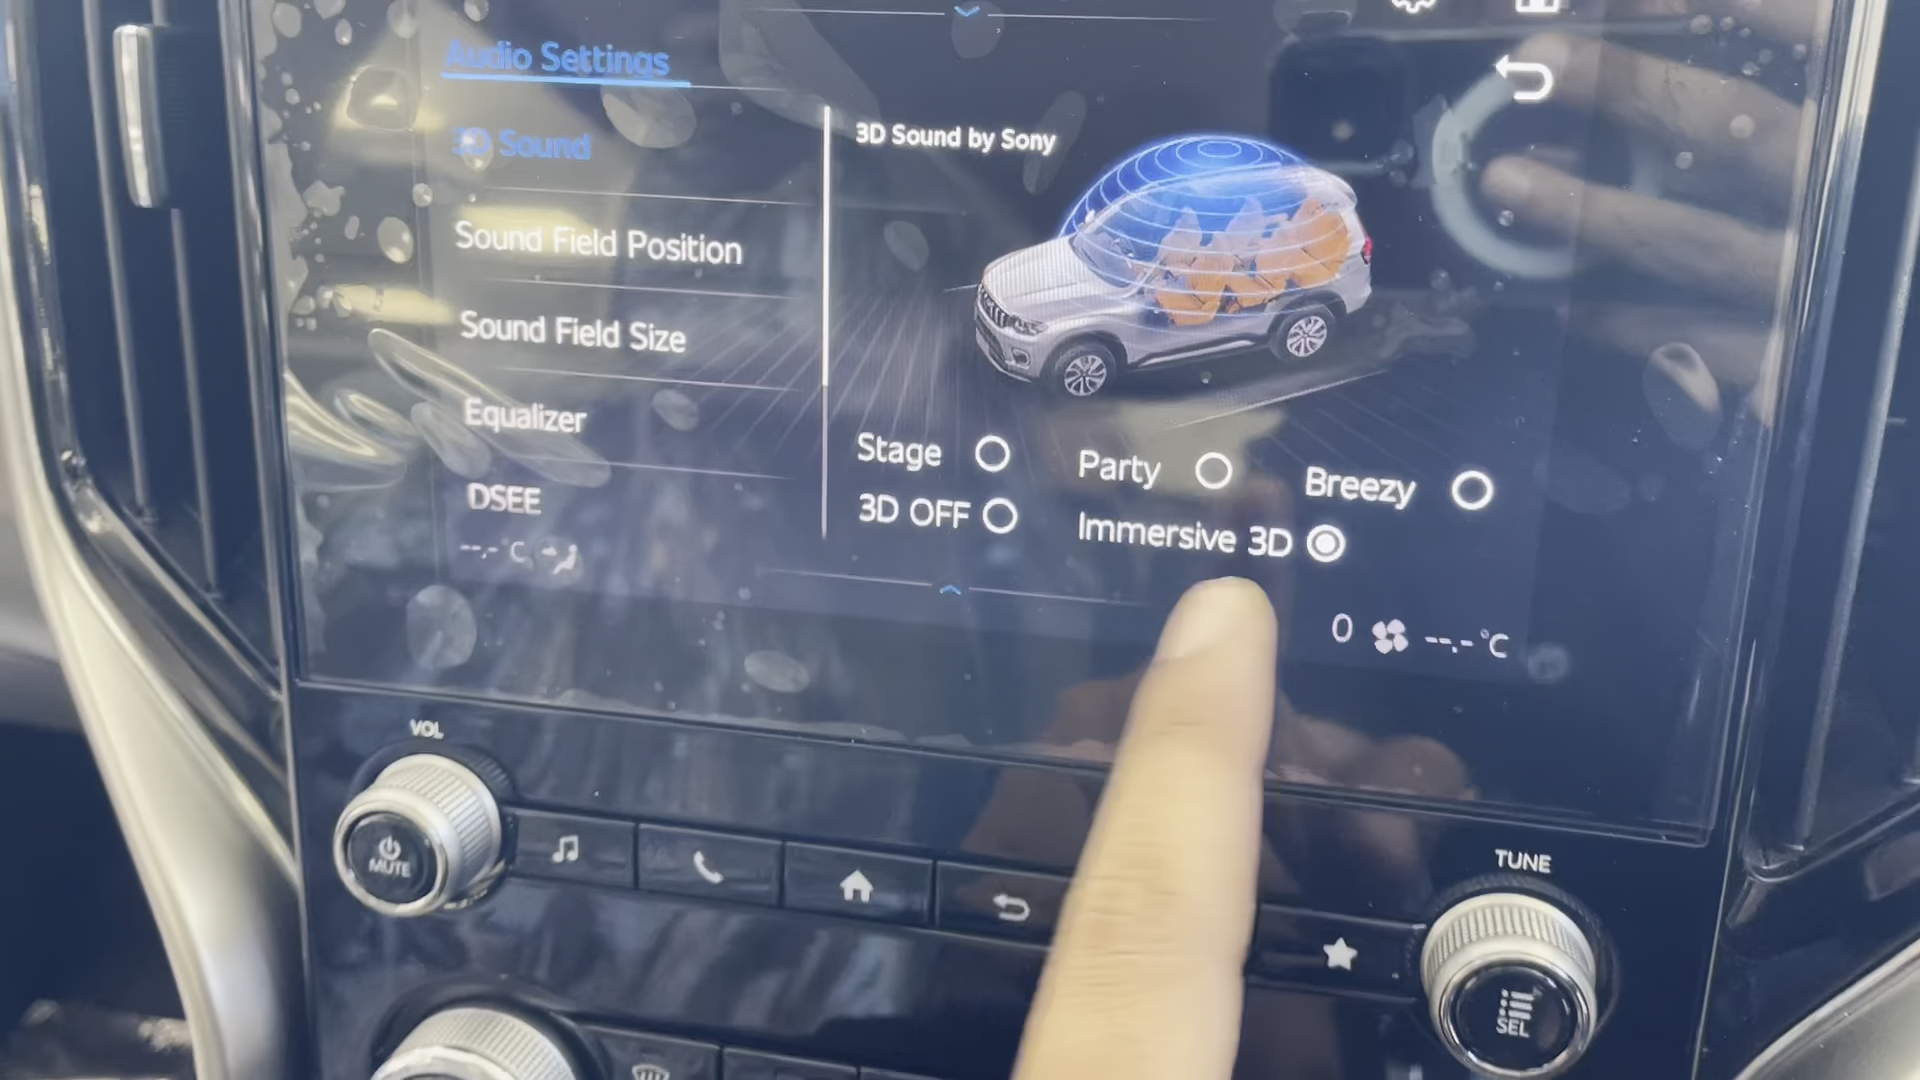 Audio Settings
3D Sound
Sound Field Position
Sound Field Size
Equalizer
DSEE
--.-°C
3D Sound by Sony
Stage
Party
Breezy
3D OFF
Immersive 3D
0 --.-°C
VOL
MUTE
TUNE
SEL